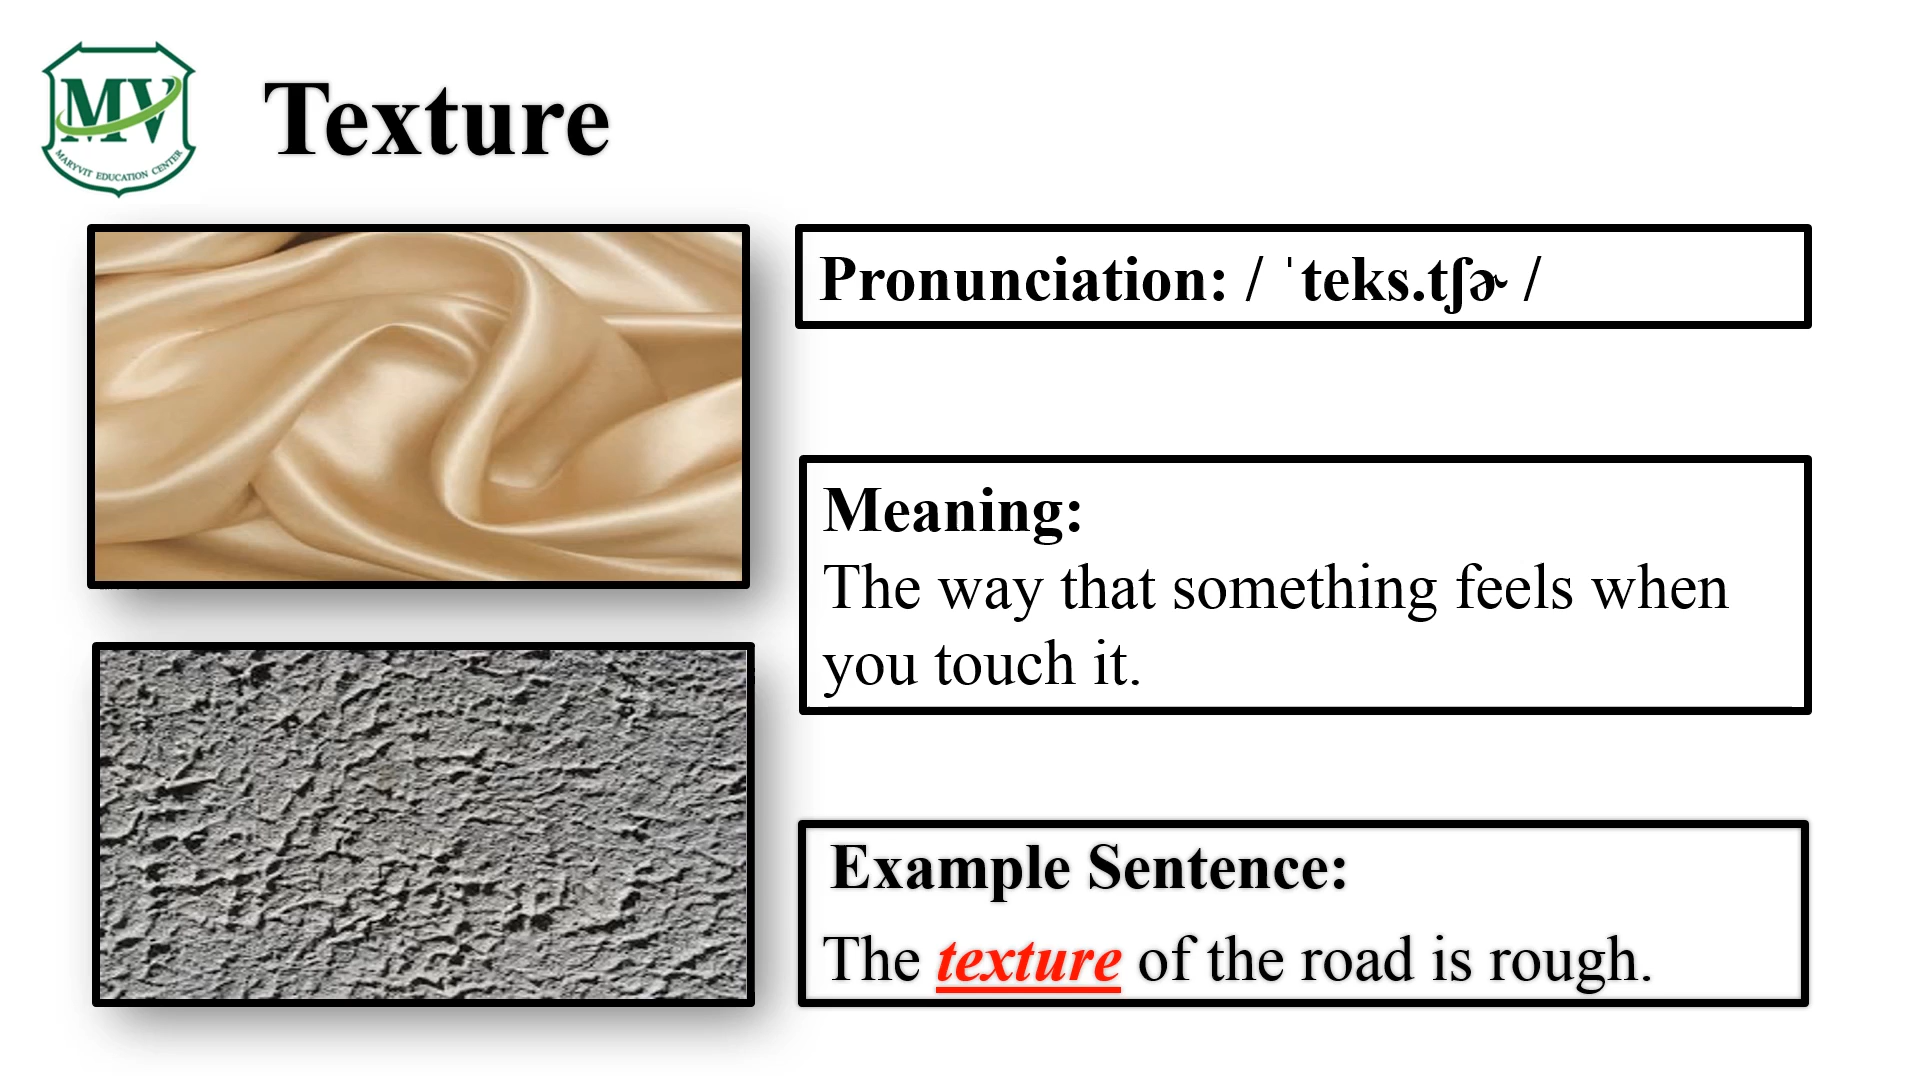 MV
MARYVIT EDUCATION CENTER
Texture
Pronunciation: / ˈteks.tʃɚ /
Meaning:
The way that something feels when
you touch it.
Example Sentence:
The texture of the road is rough.